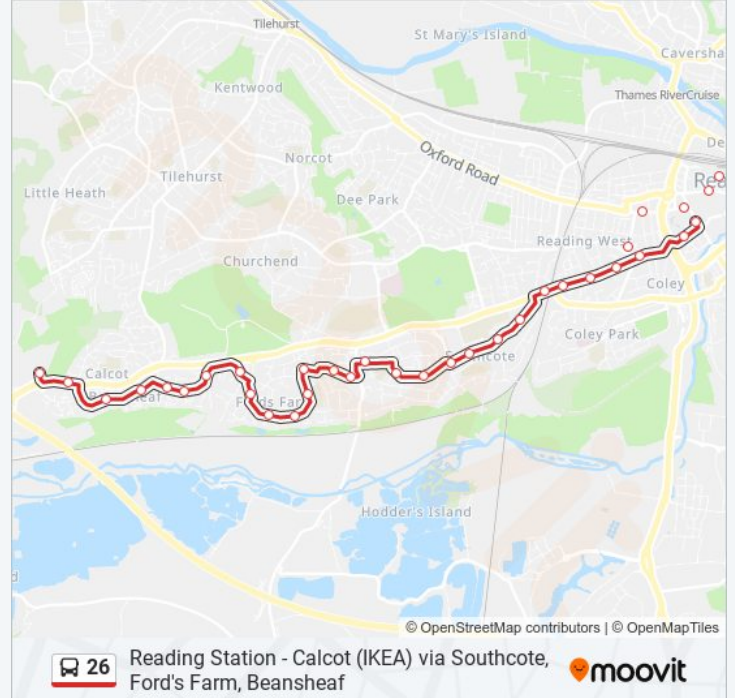 Tilehurst
St Mary's Island
Caversha
Kentwood
Thames RiverCruise
De
Oxford Road
Norcot
Rea
Tilehurst
Little Heath
Dee Park
Reading West
Churchend
Coley
Coley Park
Calcot
Hodder's Island
d
© OpenStreetMap contributors | © OpenMapTiles
26
Reading Station - Calcot (IKEA) via Southcote,
Ford's Farm, Beansheaf
moovit